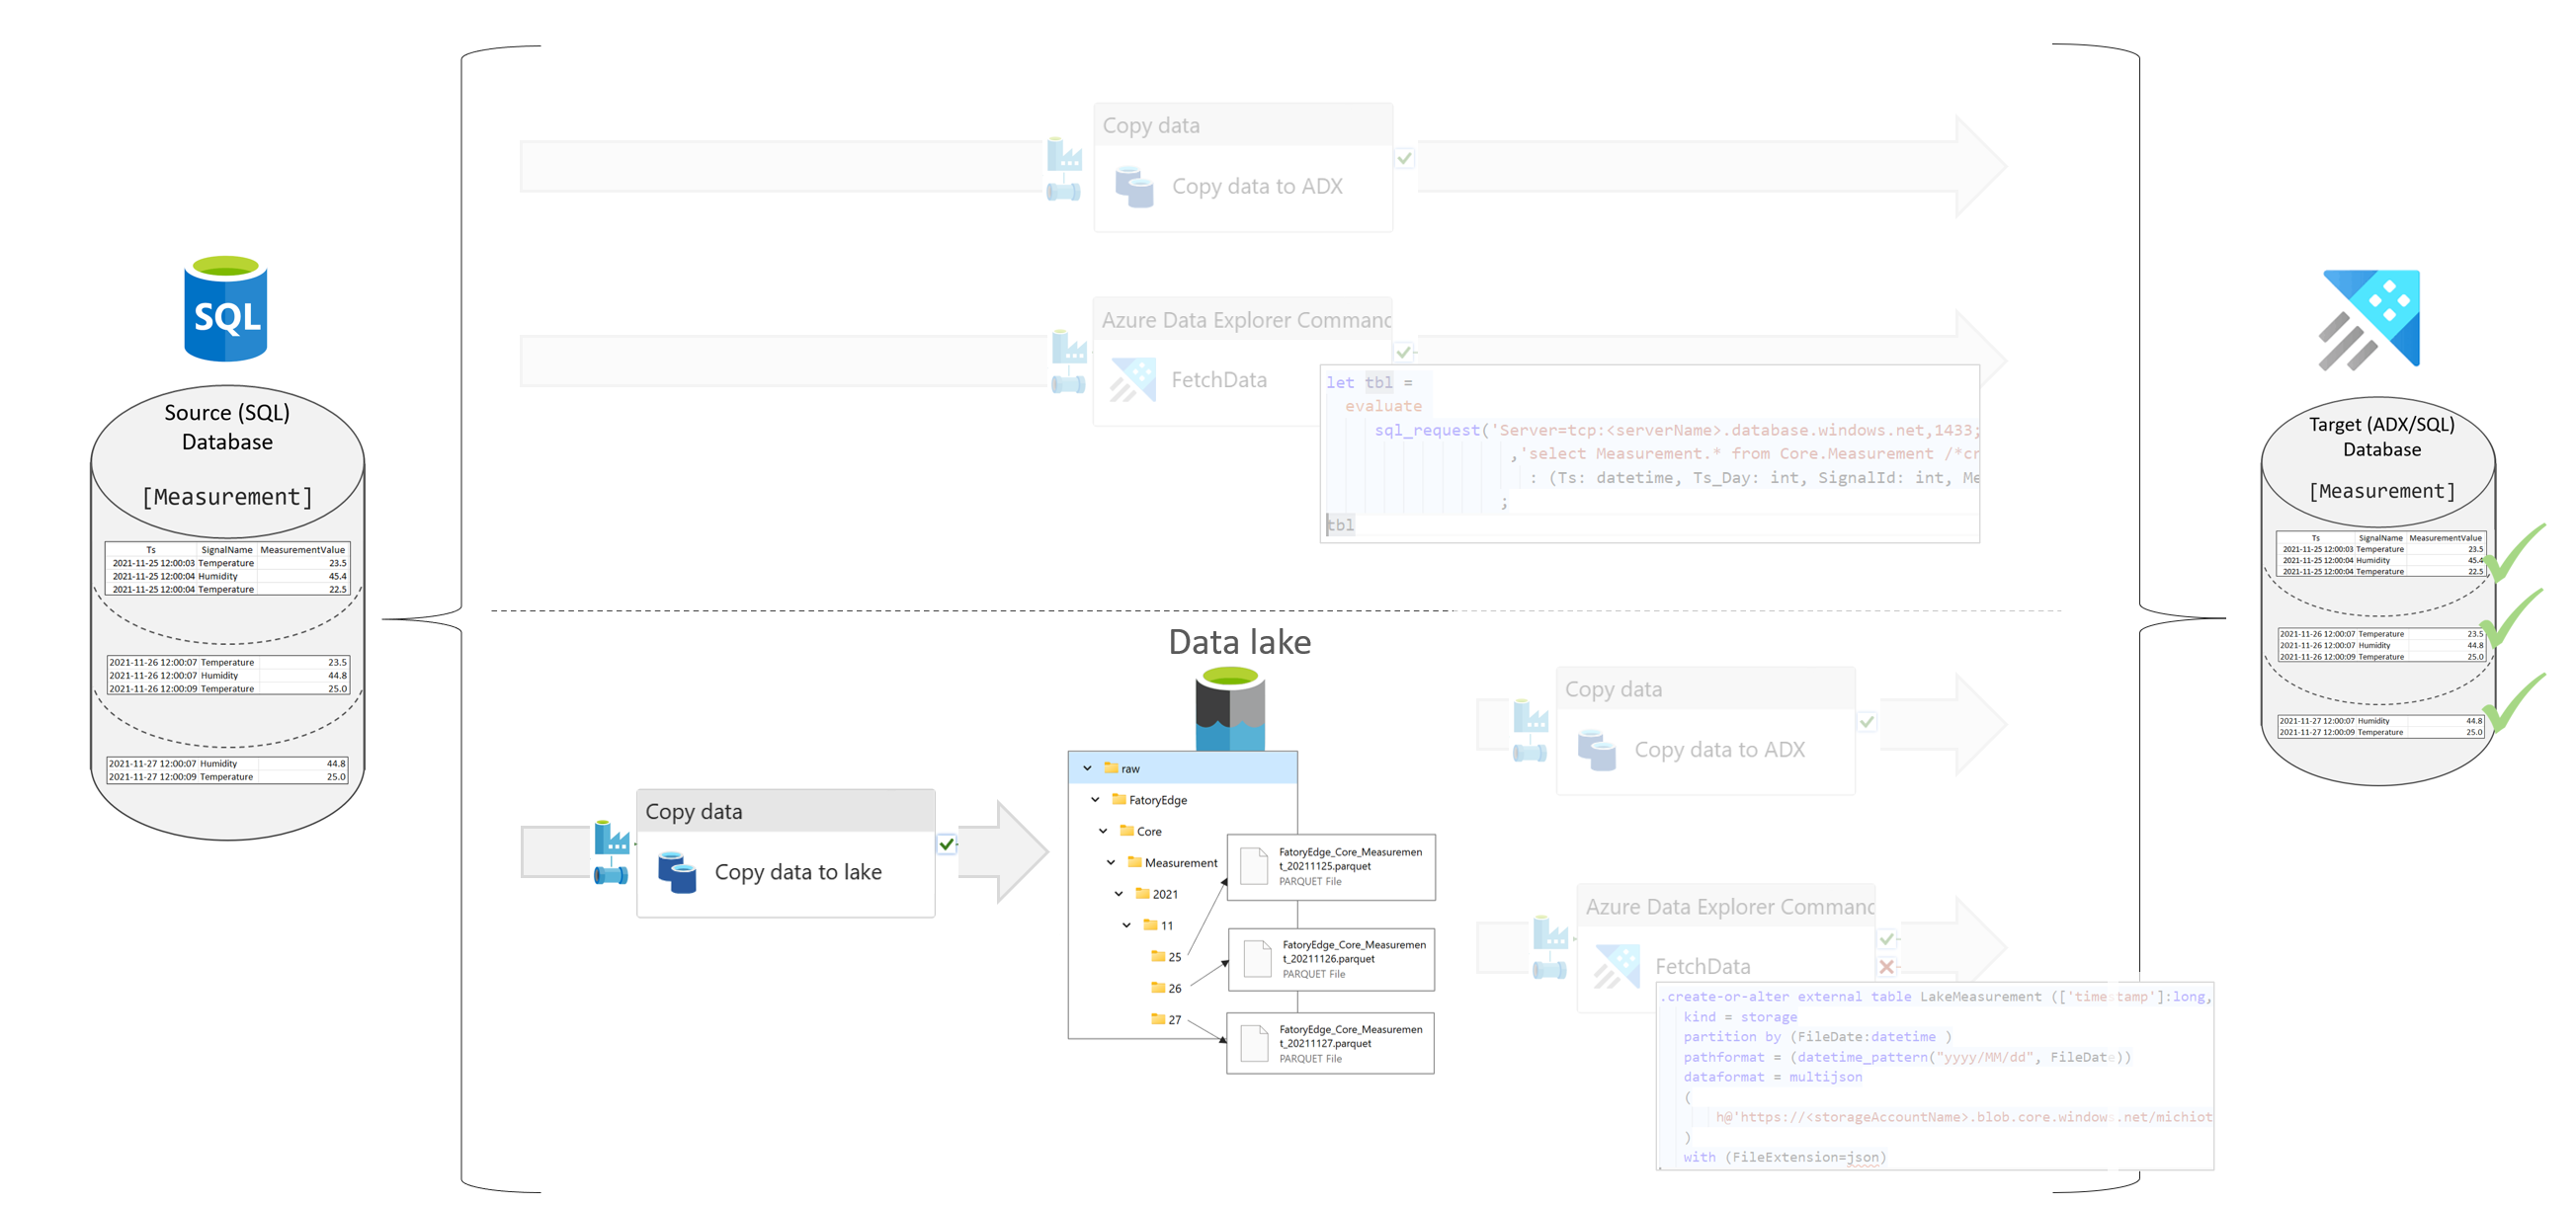 SQL
Source (SQL)
Database
[Measurement]
Ts SignalName MeasurementValue
2021-11-25 12:00:03 Temperature 23.5
2021-11-25 12:00:04 Humidity 45.4
2021-11-25 12:00:04 Temperature 22.5
2021-11-26 12:00:07 Temperature 23.5
2021-11-26 12:00:07 Humidity 44.8
2021-11-26 12:00:09 Temperature 25.0
2021-11-27 12:00:07 Humidity 44.8
2021-11-27 12:00:09 Temperature 25.0
Copy data
Copy data to ADX
Azure Data Explorer Command
FetchData
let tbl =
evaluate
sql_request('Server=tcp:<serverName>.database.windows.net,1433;
,'select Measurement.* from Core.Measurement /*cr
: (Ts: datetime, Ts_Day: int, SignalId: int, Me
;
tbl
Data lake
Copy data
Copy data to lake
raw
FatoryEdge
Core
Measurement
2021
11
25
26
27
FatoryEdge_Core_Measuremen
t_20211125.parquet
PARQUET File
FatoryEdge_Core_Measuremen
t_20211126.parquet
PARQUET File
FatoryEdge_Core_Measuremen
t_20211127.parquet
PARQUET File
Copy data
Copy data to ADX
Azure Data Explorer Command
FetchData
.create-or-alter external table LakeMeasurement (['timestamp']:long,
kind = storage
partition by (FileDate:datetime )
pathformat = (datetime_pattern("yyyy/MM/dd", FileDate))
dataformat = multijson
(
h@'https://<storageAccountName>.blob.core.windows.net/michiot
)
with (FileExtension=json)
Target (ADX/SQL)
Database
[Measurement]
Ts SignalName MeasurementValue
2021-11-25 12:00:03 Temperature 23.5
2021-11-25 12:00:04 Humidity 45.4
2021-11-25 12:00:04 Temperature 22.5
2021-11-26 12:00:07 Temperature 23.5
2021-11-26 12:00:07 Humidity 44.8
2021-11-26 12:00:09 Temperature 25.0
2021-11-27 12:00:07 Humidity 44.8
2021-11-27 12:00:09 Temperature 25.0